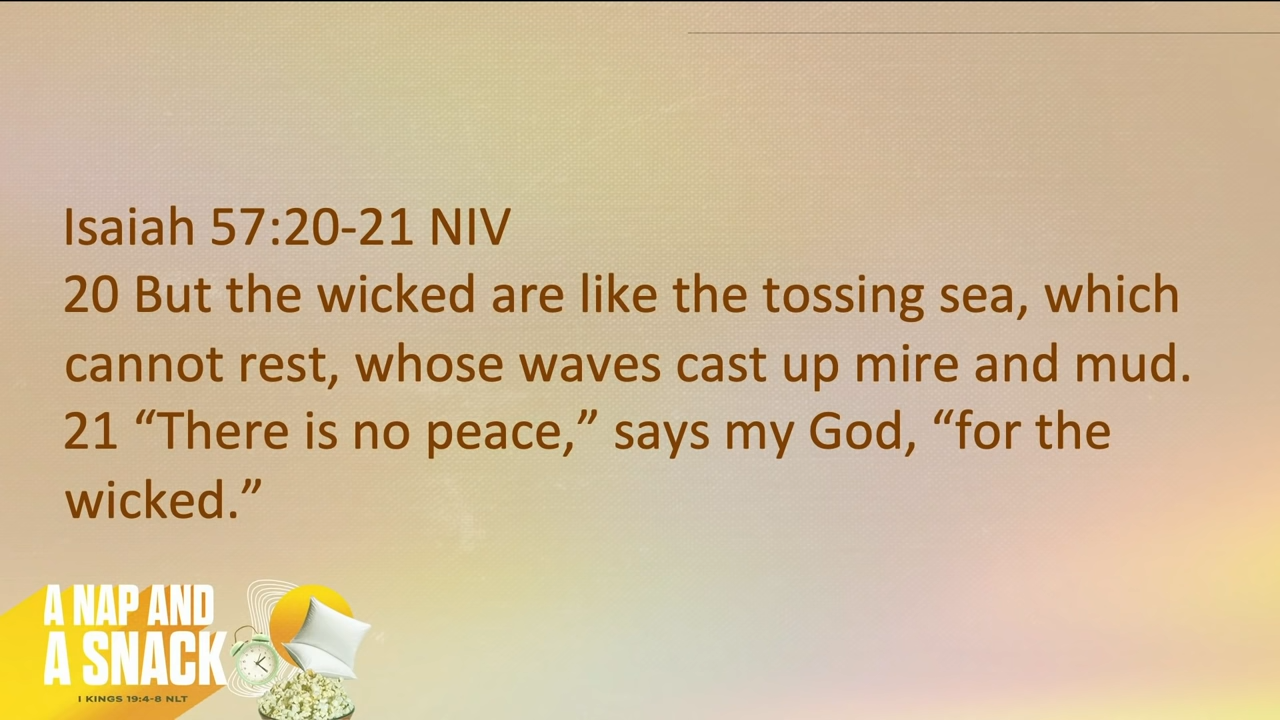 Isaiah 57:20-21 NIV
20 But the wicked are like the tossing sea, which
cannot rest, whose waves cast up mire and mud.
21 “There is no peace,” says my God, “for the
wicked.”
A NAP AND
A SNACK
I KINGS 19:4-8 NLT